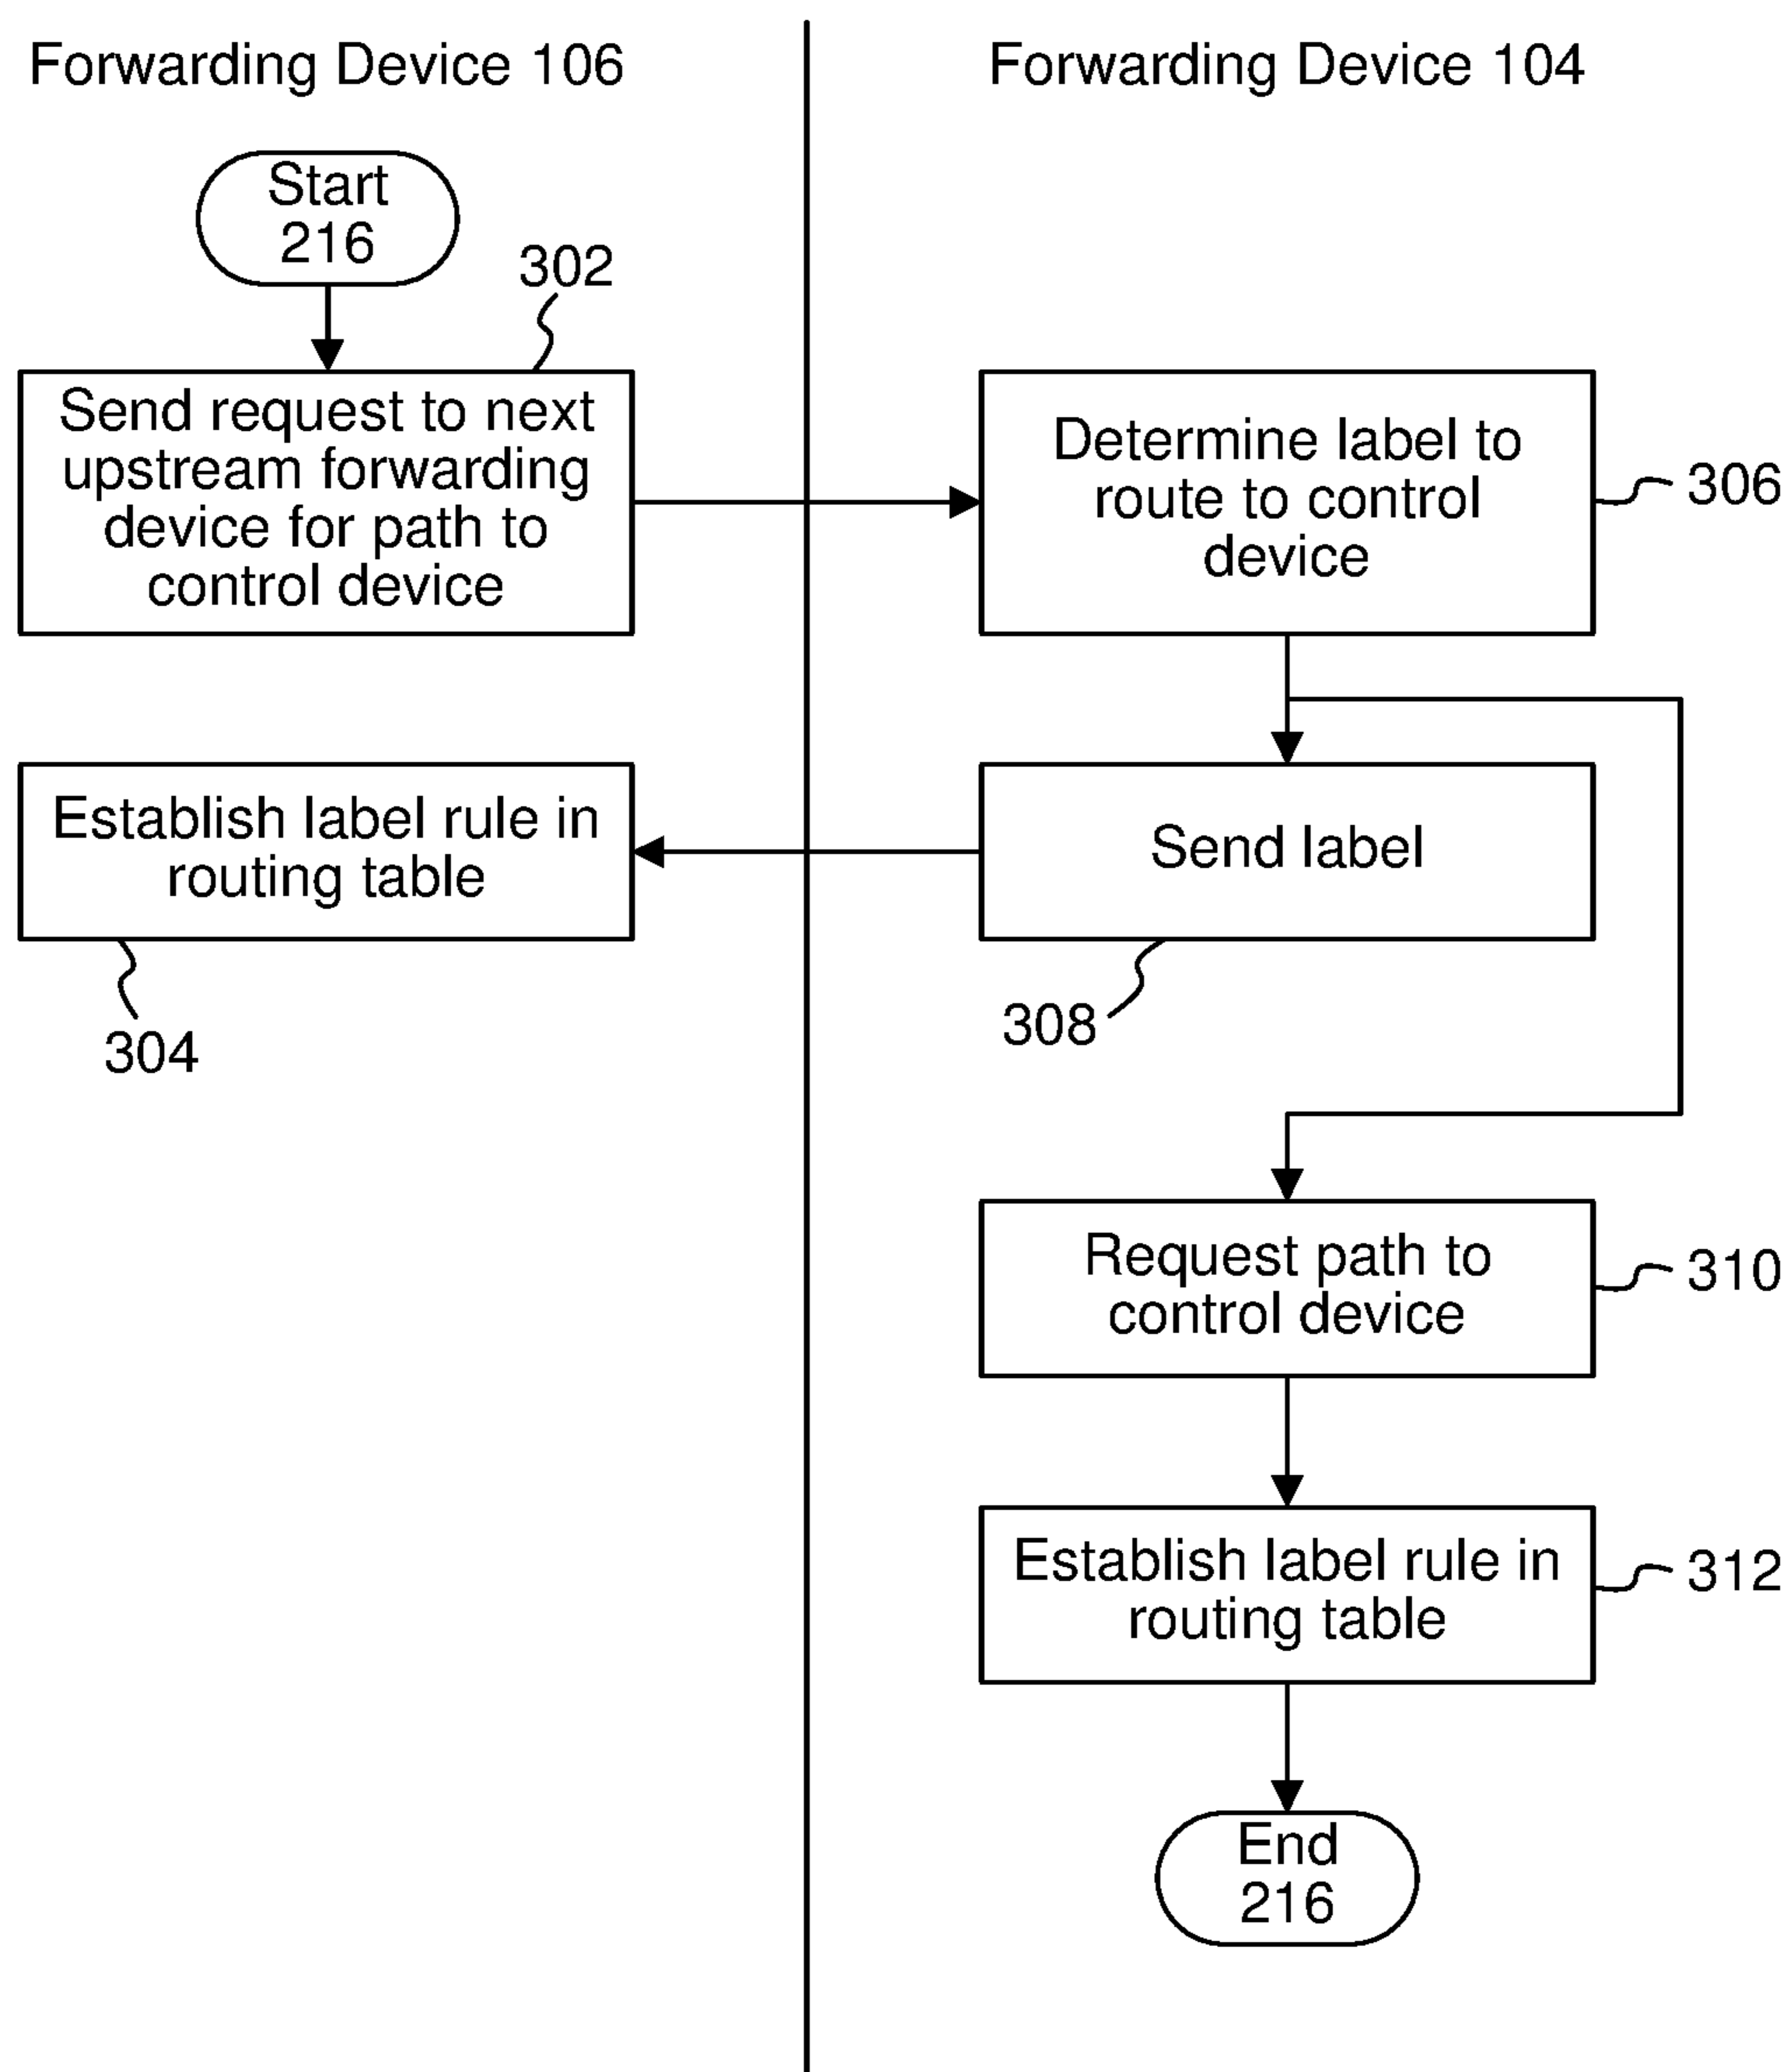 Forwarding Device 106
Forwarding Device 104
Start
216
302
Send request to next
upstream forwarding
device for path to
control device
Determine label to
route to control
device
306
Establish label rule in
routing table
304
Send label
308
Request path to
control device
310
Establish label rule in
routing table
312
End
216